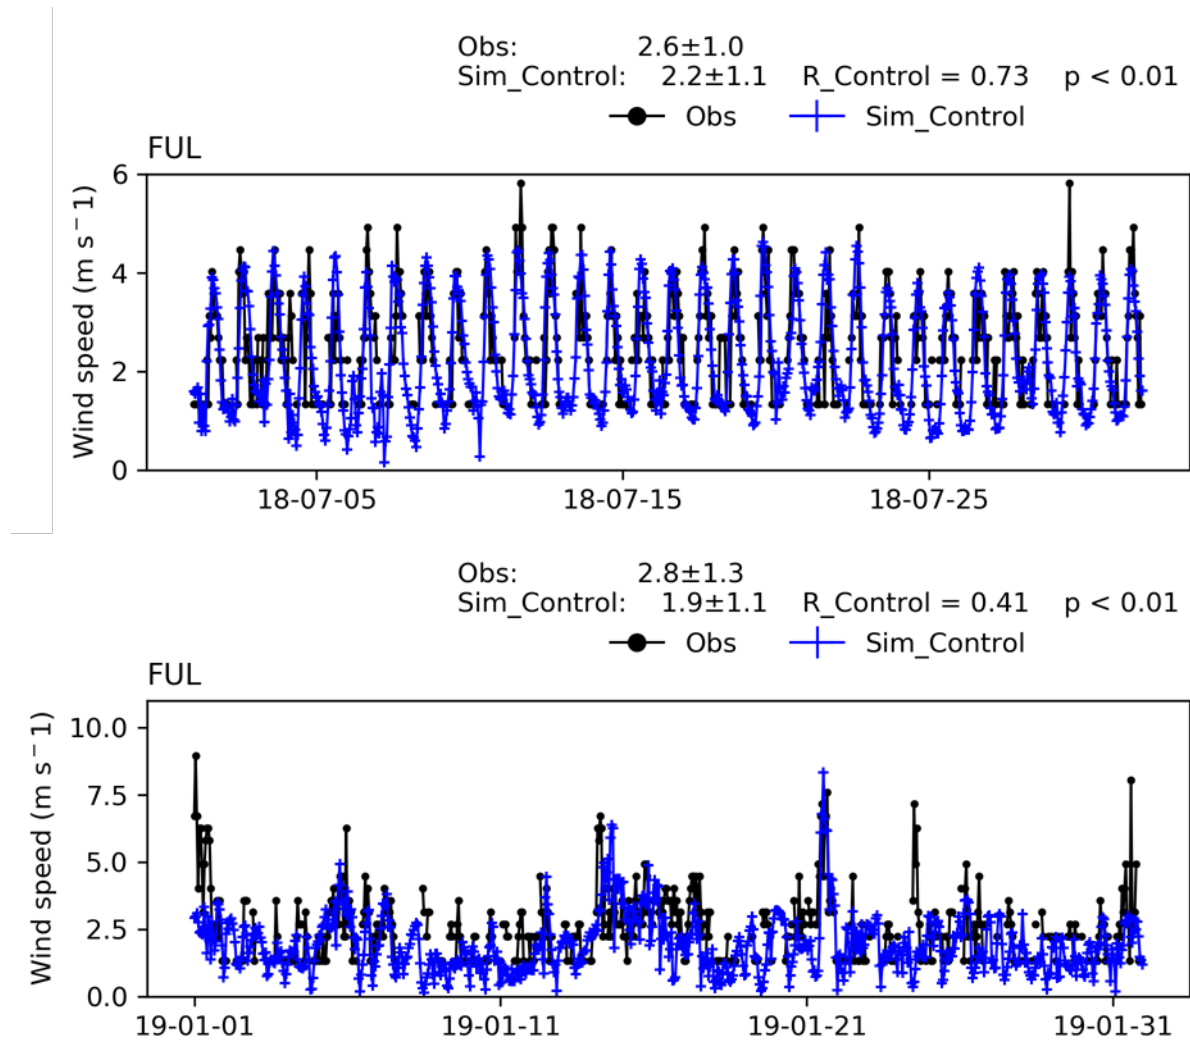 Obs: 2.6±1.0
Sim_Control: 2.2±1.1 R_Control = 0.73 p < 0.01
Obs Sim_Control
FUL
Wind speed (m s⁻1)
6
4
2
0
18-07-05 18-07-15 18-07-25
Obs: 2.8±1.3
Sim_Control: 1.9±1.1 R_Control = 0.41 p < 0.01
Obs Sim_Control
FUL
Wind speed (m s⁻1)
10.0
7.5
5.0
2.5
0.0
19-01-01 19-01-11 19-01-21 19-01-31